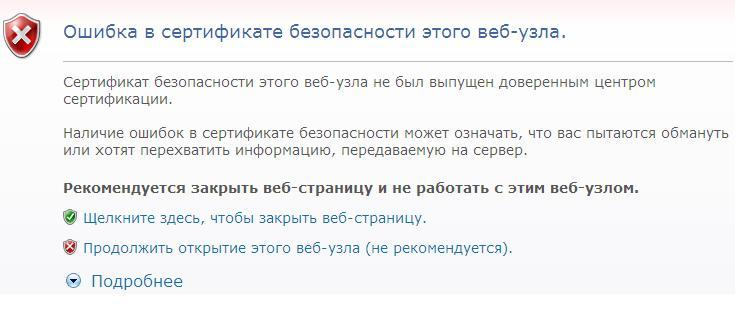 Ошибка в сертификате безопасности этого веб-узла.
Сертификат безопасности этого веб-узла не был выпущен доверенным центром
сертификации.
Наличие ошибок в сертификате безопасности может означать, что вас пытаются обмануть
или хотят перехватить информацию, передаваемую на сервер.
Рекомендуется закрыть веб-страницу и не работать с этим веб-узлом.
Щелкните здесь, чтобы закрыть веб-страницу.
Продолжить открытие этого веб-узла (не рекомендуется).
Подробнее